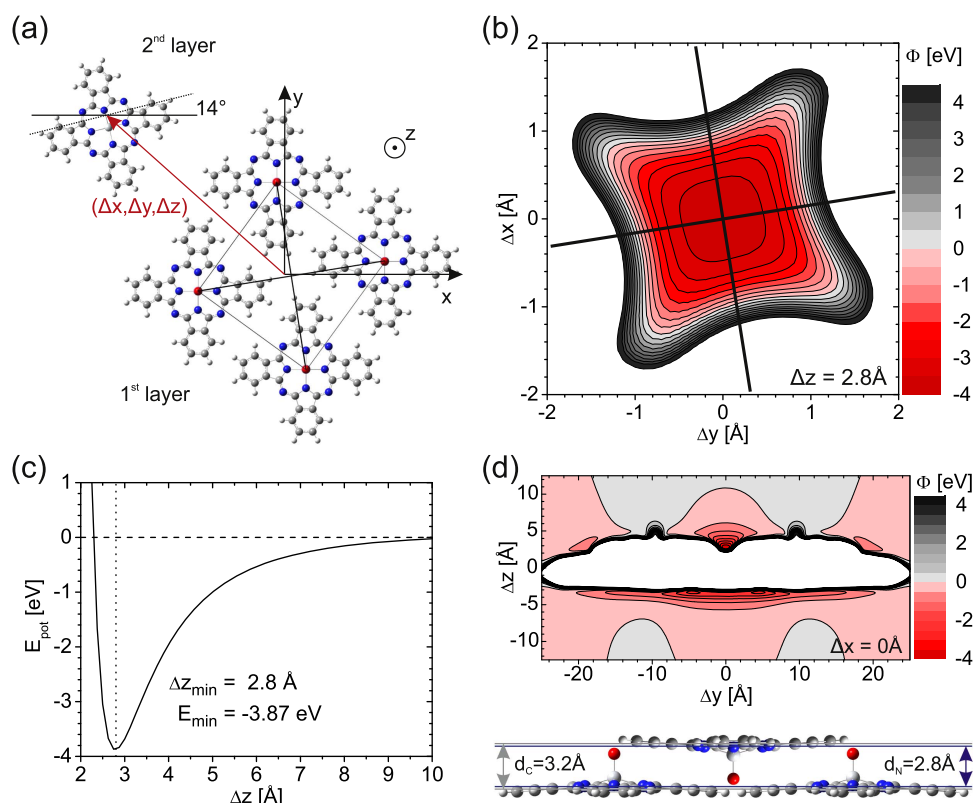 (a)
2nd layer
14°
y
z
(Δx,Δy,Δz)
x
1st layer
(b)
Φ [eV]
2
1
0
-1
-2
Δx [Å]
-2 -1 0 1 2
Δy [Å]
Δz = 2.8Å
4
3
2
1
0
-1
-2
-3
-4
(c)
1
0
-1
-2
-3
-4
Epot [eV]
Δzmin = 2.8 Å
Emin = -3.87 eV
2 3 4 5 6 7 8 9 10
Δz [Å]
(d)
Φ [eV]
10
5
0
-5
-10
Δz [Å]
Δx = 0Å
-20 -10 0 10 20
Δy [Å]
4
2
0
-2
-4
dC=3.2Å
dN=2.8Å